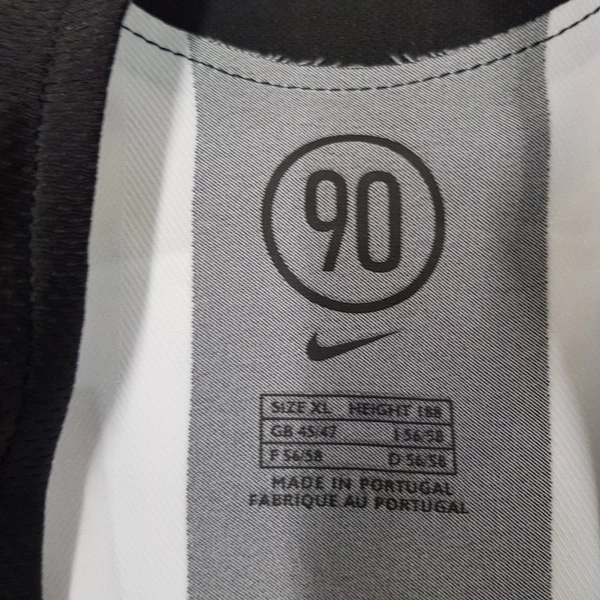 90
SIZE XL HEIGHT 188
GB 45/47 I 56/58
F 56/58 D 56/58
MADE IN PORTUGAL
FABRIQUE AU PORTUGAL